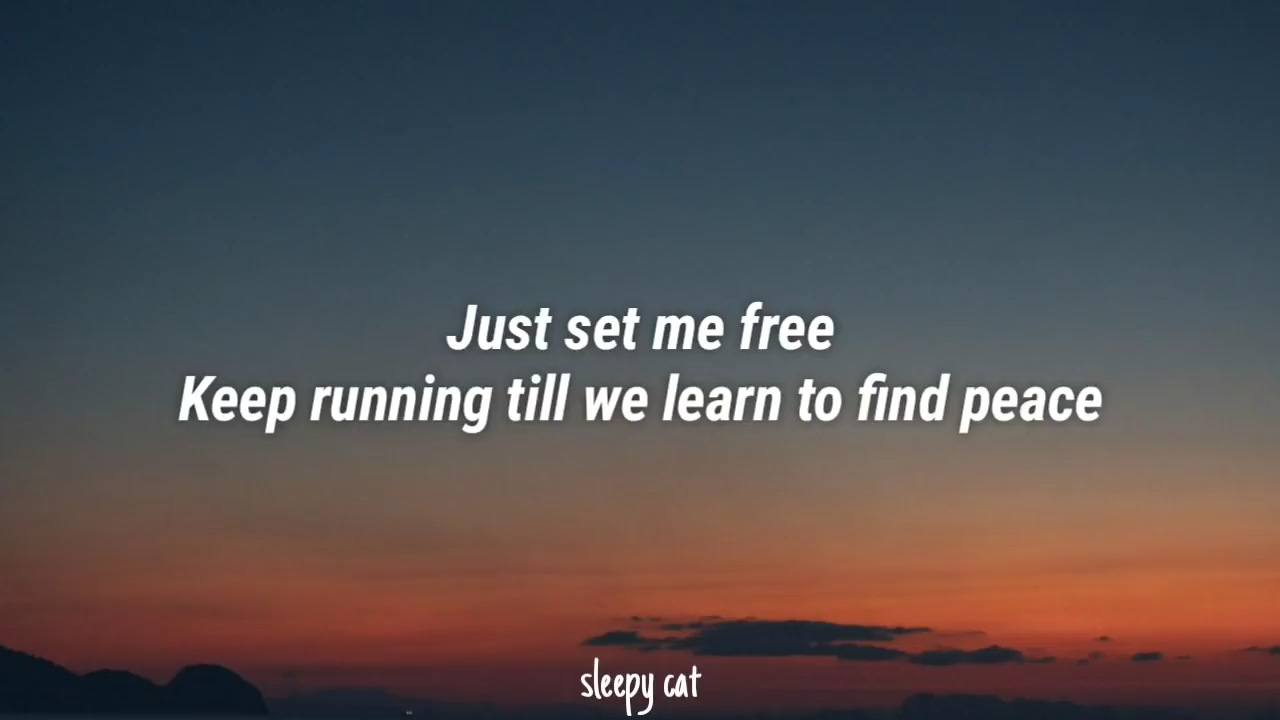 Just set me free
Keep running till we learn to find peace
sleepy cat